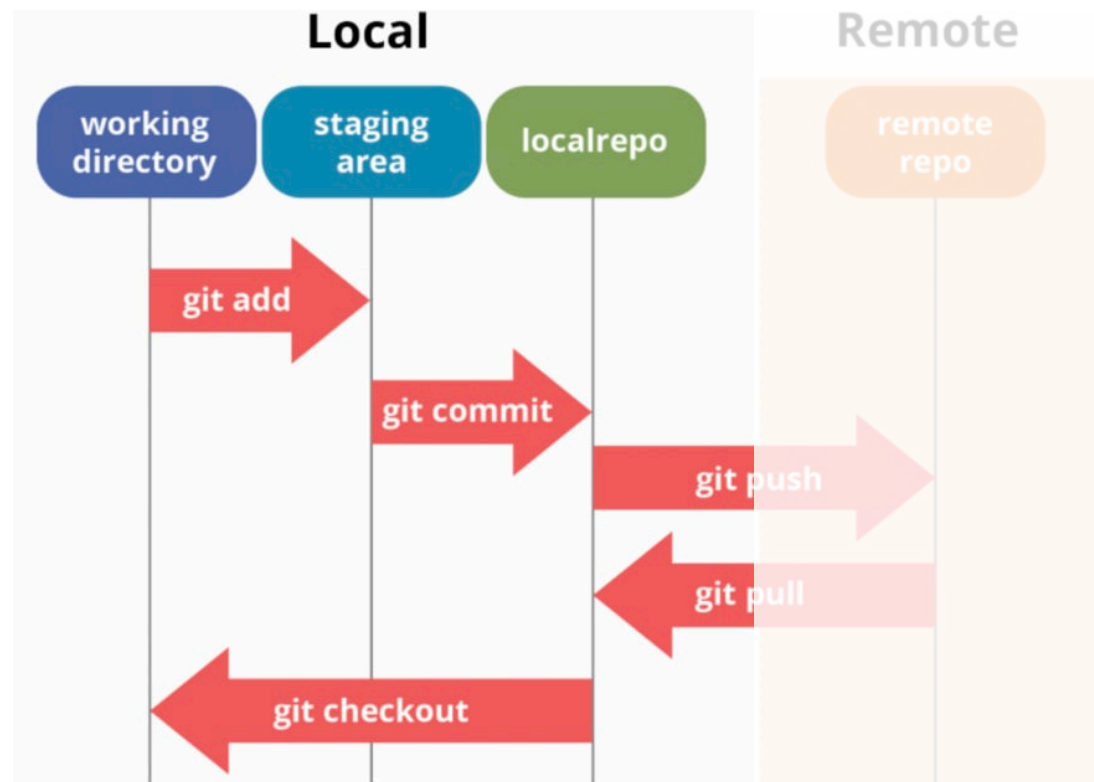 Local
Remote
working
directory
staging
area
localrepo
remote
repo
git add
git commit
git push
git pull
git checkout